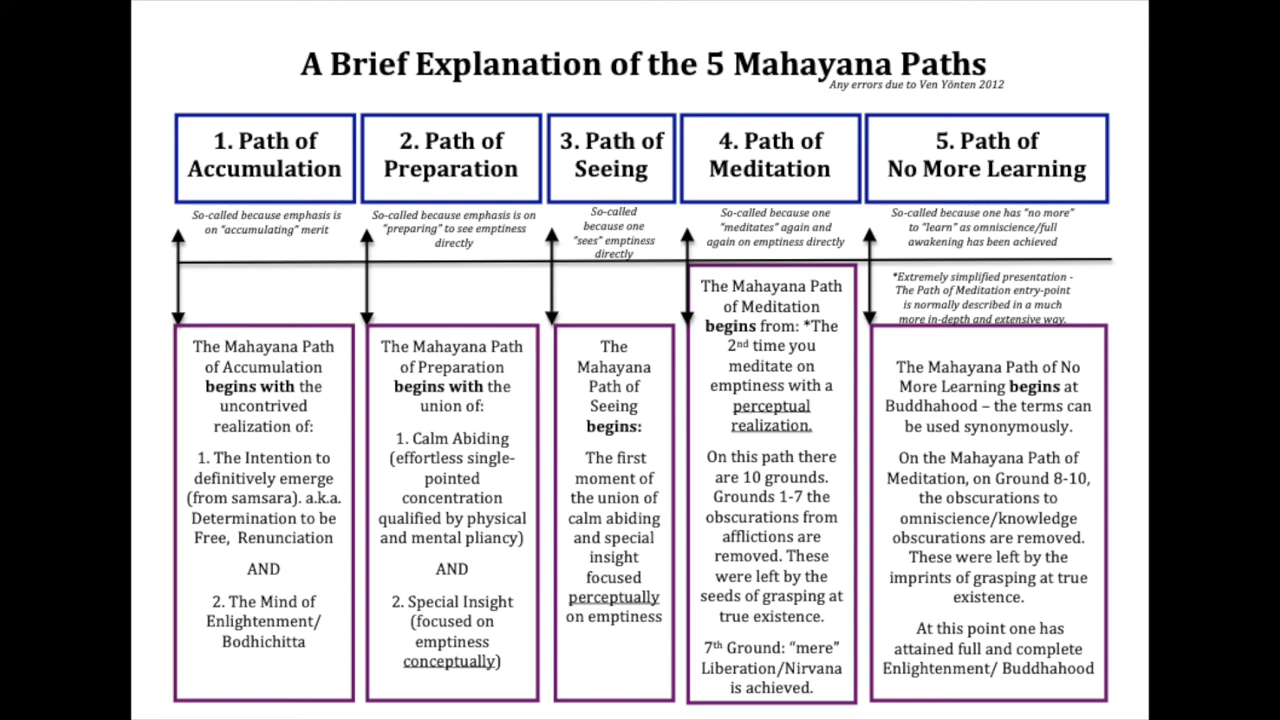 A Brief Explanation of the 5 Mahayana Paths
Any errors due to Ven Yönten 2012
1. Path of
Accumulation
So-called because emphasis is
on "accumulating" merit
The Mahayana Path
of Accumulation
begins with the
uncontrived
realization of:
1. The Intention to
definitively emerge
(from samsara). a.k.a.
Determination to be
Free, Renunciation
AND
2. The Mind of
Enlightenment/
Bodhichitta
2. Path of
Preparation
So-called because emphasis is on
"preparing" to see emptiness
directly
The Mahayana Path
of Preparation
begins with the
union of:
1. Calm Abiding
(effortless single-
pointed
concentration
qualified by physical
and mental pliancy)
AND
2. Special Insight
(focused on
emptiness
conceptually)
3. Path of
Seeing
So-called
because one
"sees" emptiness
directly
The
Mahayana
Path of
Seeing
begins:
The first
moment of
the union of
calm abiding
and special
insight
focused
perceptually
on emptiness
4. Path of
Meditation
So-called because one
"meditates" again and
again on emptiness directly
The Mahayana Path
of Meditation
begins from: *The
2nd time you
meditate on
emptiness with a
perceptual
realization.
On this path there
are 10 grounds.
Grounds 1-7 the
obscurations from
afflictions are
removed. These
were left by the
seeds of grasping at
true existence.
7th Ground: "mere"
Liberation/Nirvana
is achieved.
5. Path of
No More Learning
So-called because one has "no more"
to "learn" as omniscience/full
awakening has been achieved
*Extremely simplified presentation -
The Path of Meditation entry-point
is normally described in a much
more in-depth and extensive way.
The Mahayana Path of No
More Learning begins at
Buddhahood – the terms can
be used synonymously.
On the Mahayana Path of
Meditation, on Ground 8-10,
the obscurations to
omniscience/knowledge
obscurations are removed.
These were left by the
imprints of grasping at true
existence.
At this point one has
attained full and complete
Enlightenment/ Buddhahood